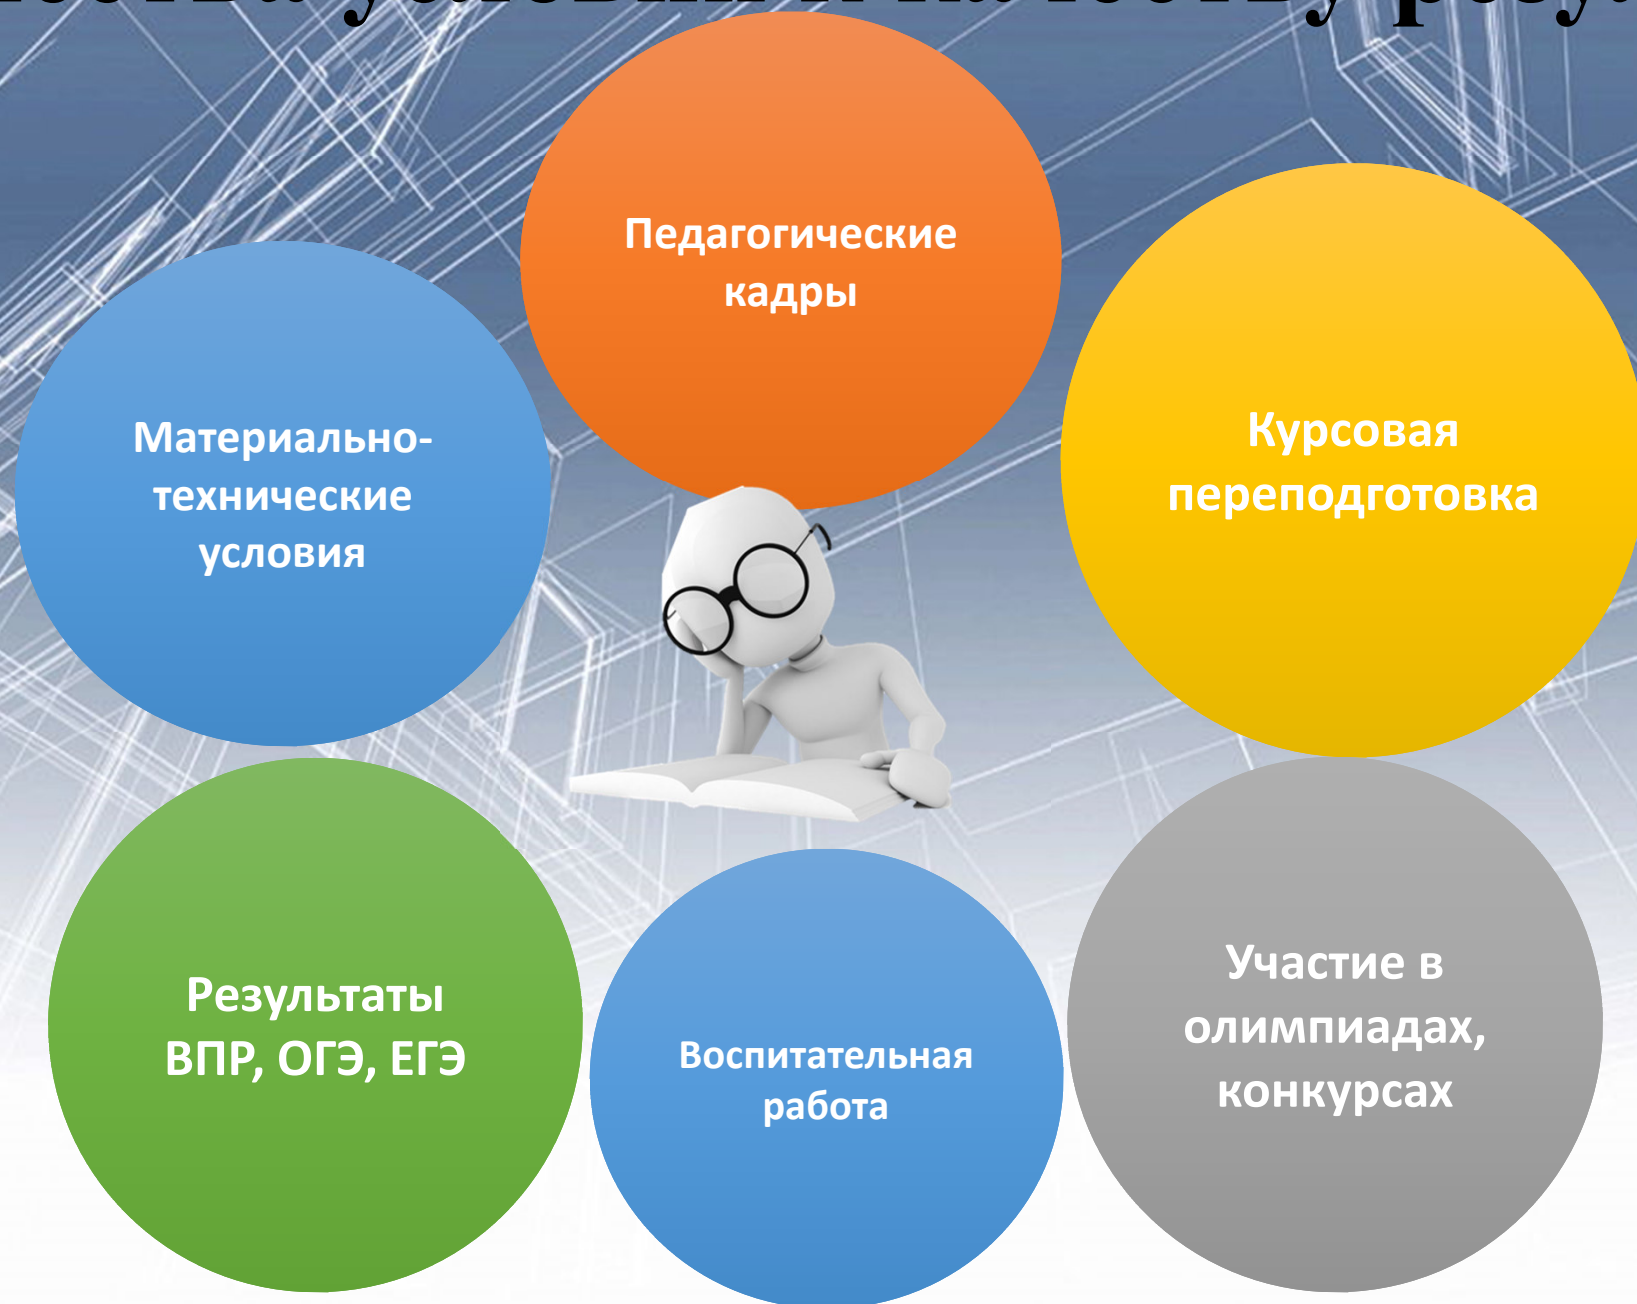 Педагогические
кадры
Курсовая
переподготовка
Материально-
технические
условия
Результаты
ВПР, ОГЭ, ЕГЭ
Воспитательная
работа
Участие в
олимпиадах,
конкурсах